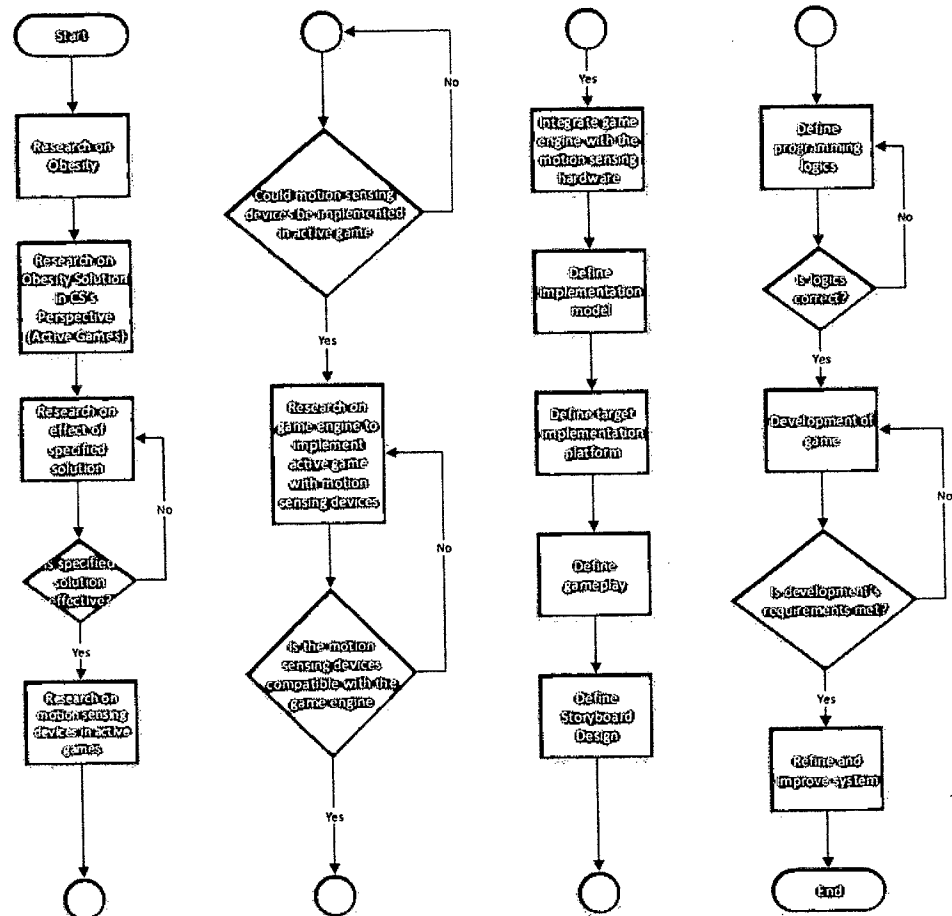 Start
Research on
Obesity
Research on
Obesity Solution
in CS's
Perspective
(Active Games)
Research on
effect of
specified
solution
No
Is specified
solution
effective?
Yes
Research on
motion sensing
devices in active
games
No
Could motion sensing
devices be implemented
in active game
Yes
Research on
game engine to
implement
active game
with motion
sensing devices
No
Is the motion
sensing devices
compatible with the
game engine
Yes
Yes
Integrate game
engine with the
motion sensing
hardware
Define
implementation
model
Define target
implementation
platform
Define
gameplay
Define
Storyboard
Design
Define
programming
logics
No
Is logics
correct?
Yes
Development of
game
No
Is development's
requirements met?
Yes
Refine and
improve system
End